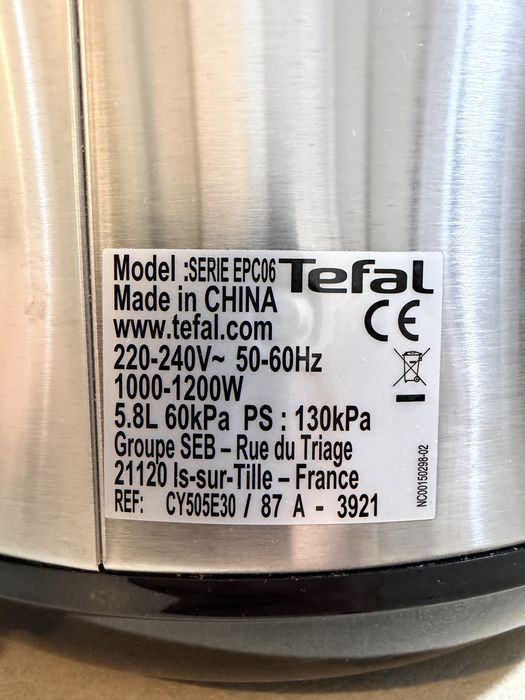 Model :SERIE EPC06 Tefal
Made in CHINA
CE
www.tefal.com
220-240V~ 50-60Hz
1000-1200W
5.8L 60kPa PS : 130kPa
Groupe SEB – Rue du Triage
21120 Is-sur-Tille – France
REF: CY505E30 / 87 A - 3921
NC00150298-02